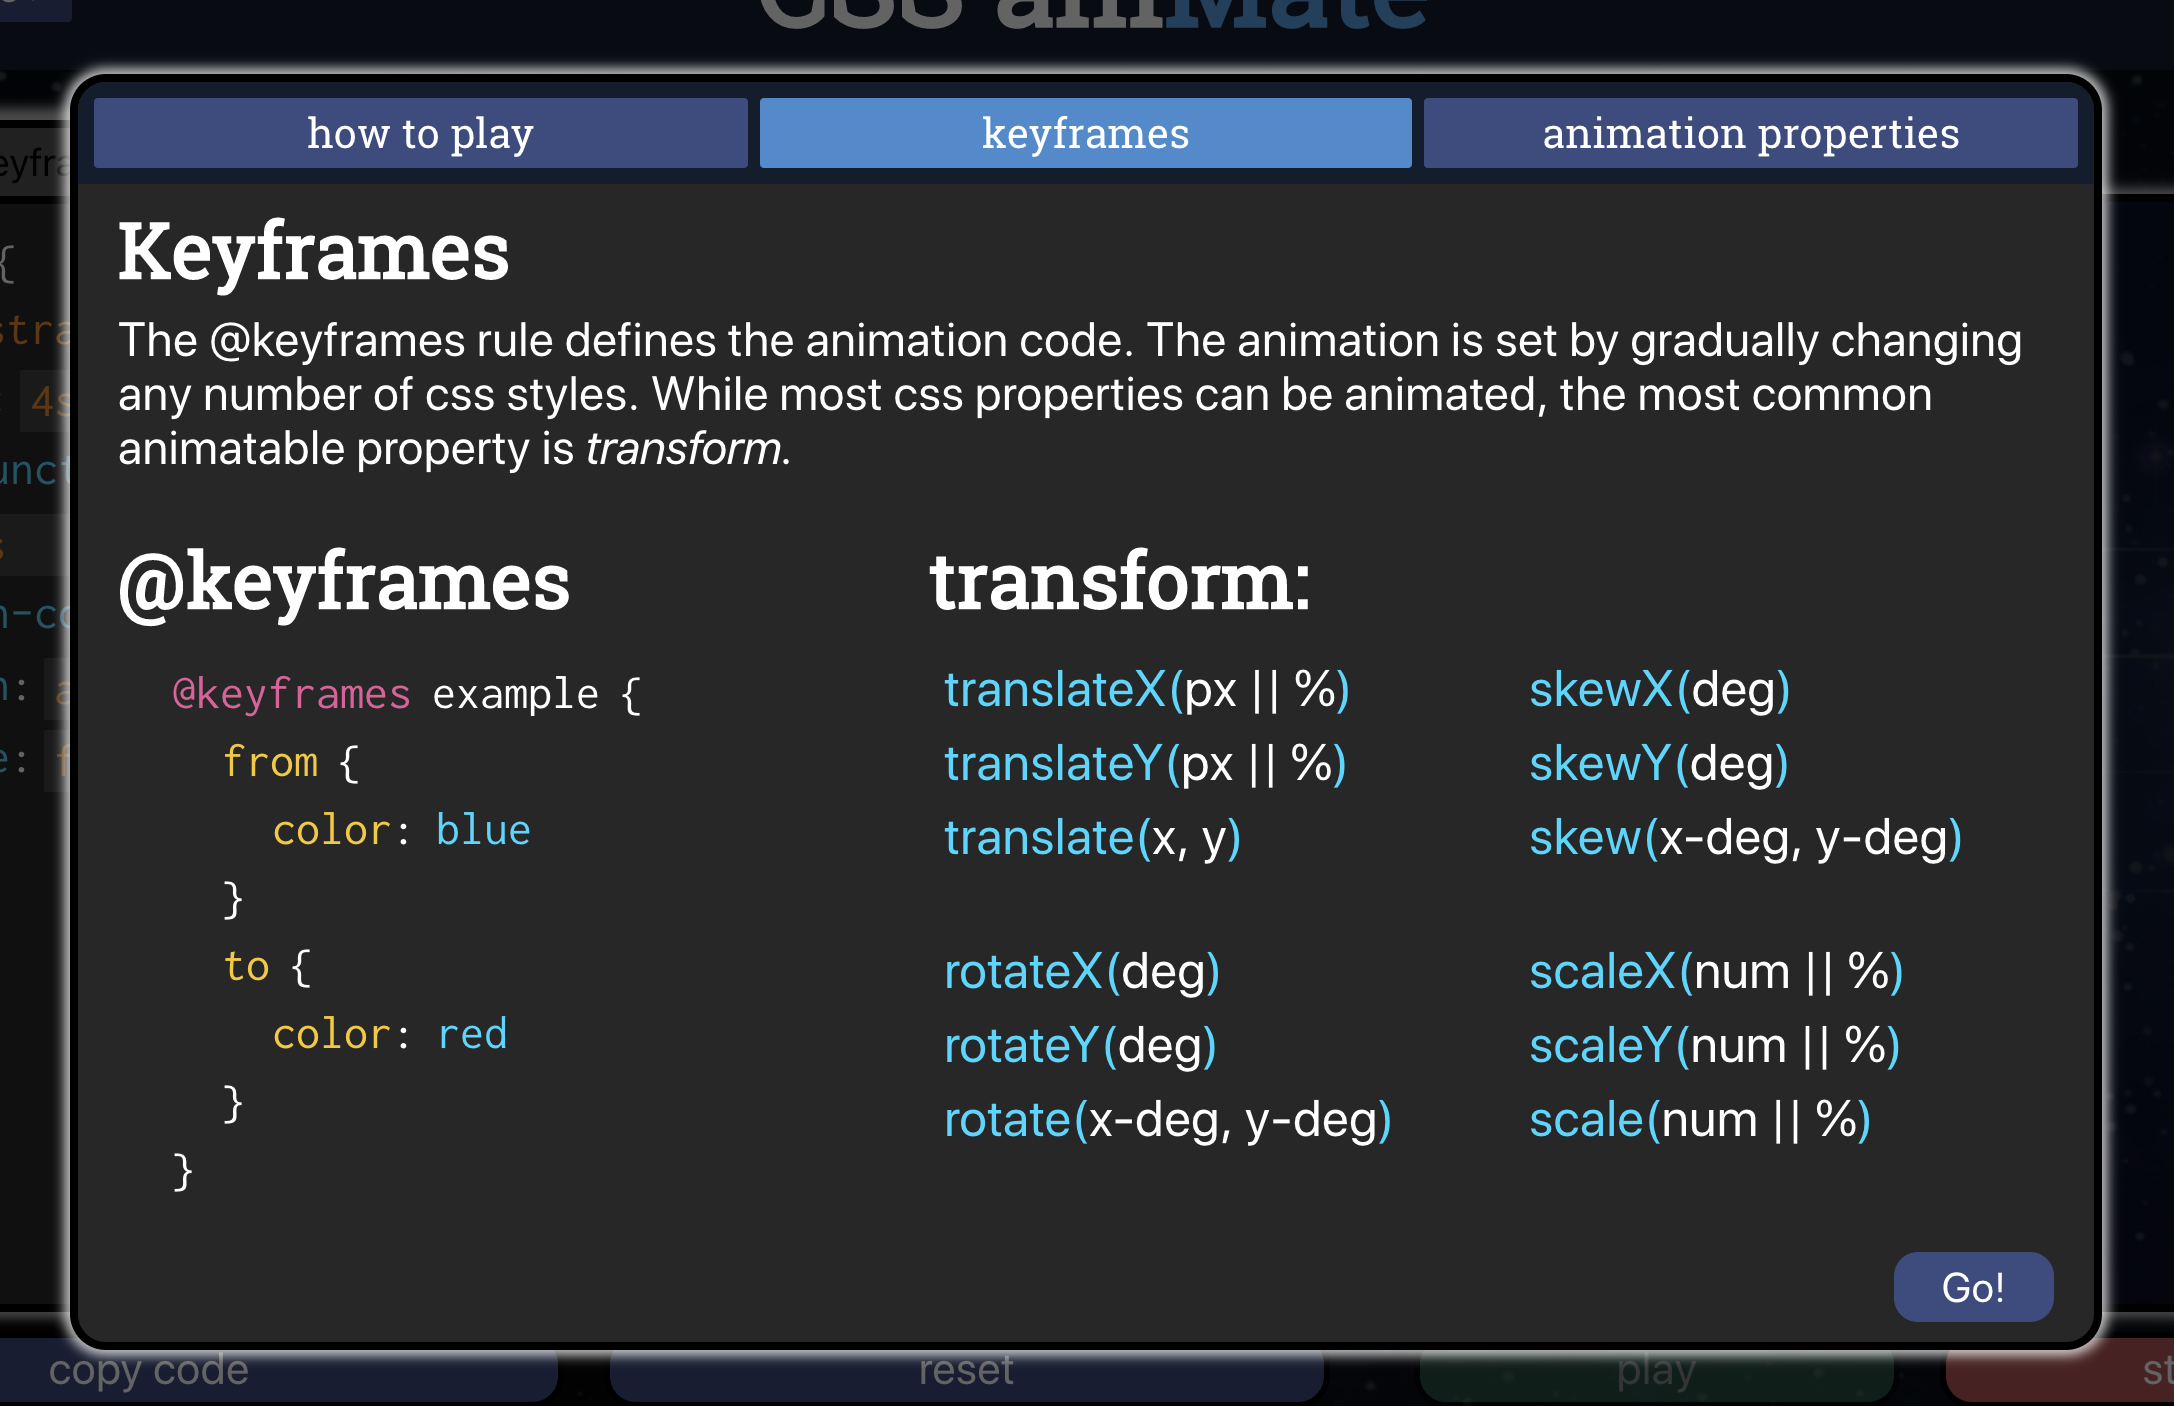 CSS aniMate
how to play
keyframes
animation properties
Keyframes
The @keyframes rule defines the animation code. The animation is set by gradually changing
any number of css styles. While most css properties can be animated, the most common
animatable property is transform.
@keyframes
@keyframes example {
from {
color: blue
}
to {
color: red
}
}
transform:
translateX(px || %)
translateY(px || %)
translate(x, y)
rotateX(deg)
rotateY(deg)
rotate(x-deg, y-deg)
skewX(deg)
skewY(deg)
skew(x-deg, y-deg)
scaleX(num || %)
scaleY(num || %)
scale(num || %)
Go!
{
4s
copy code
reset
play